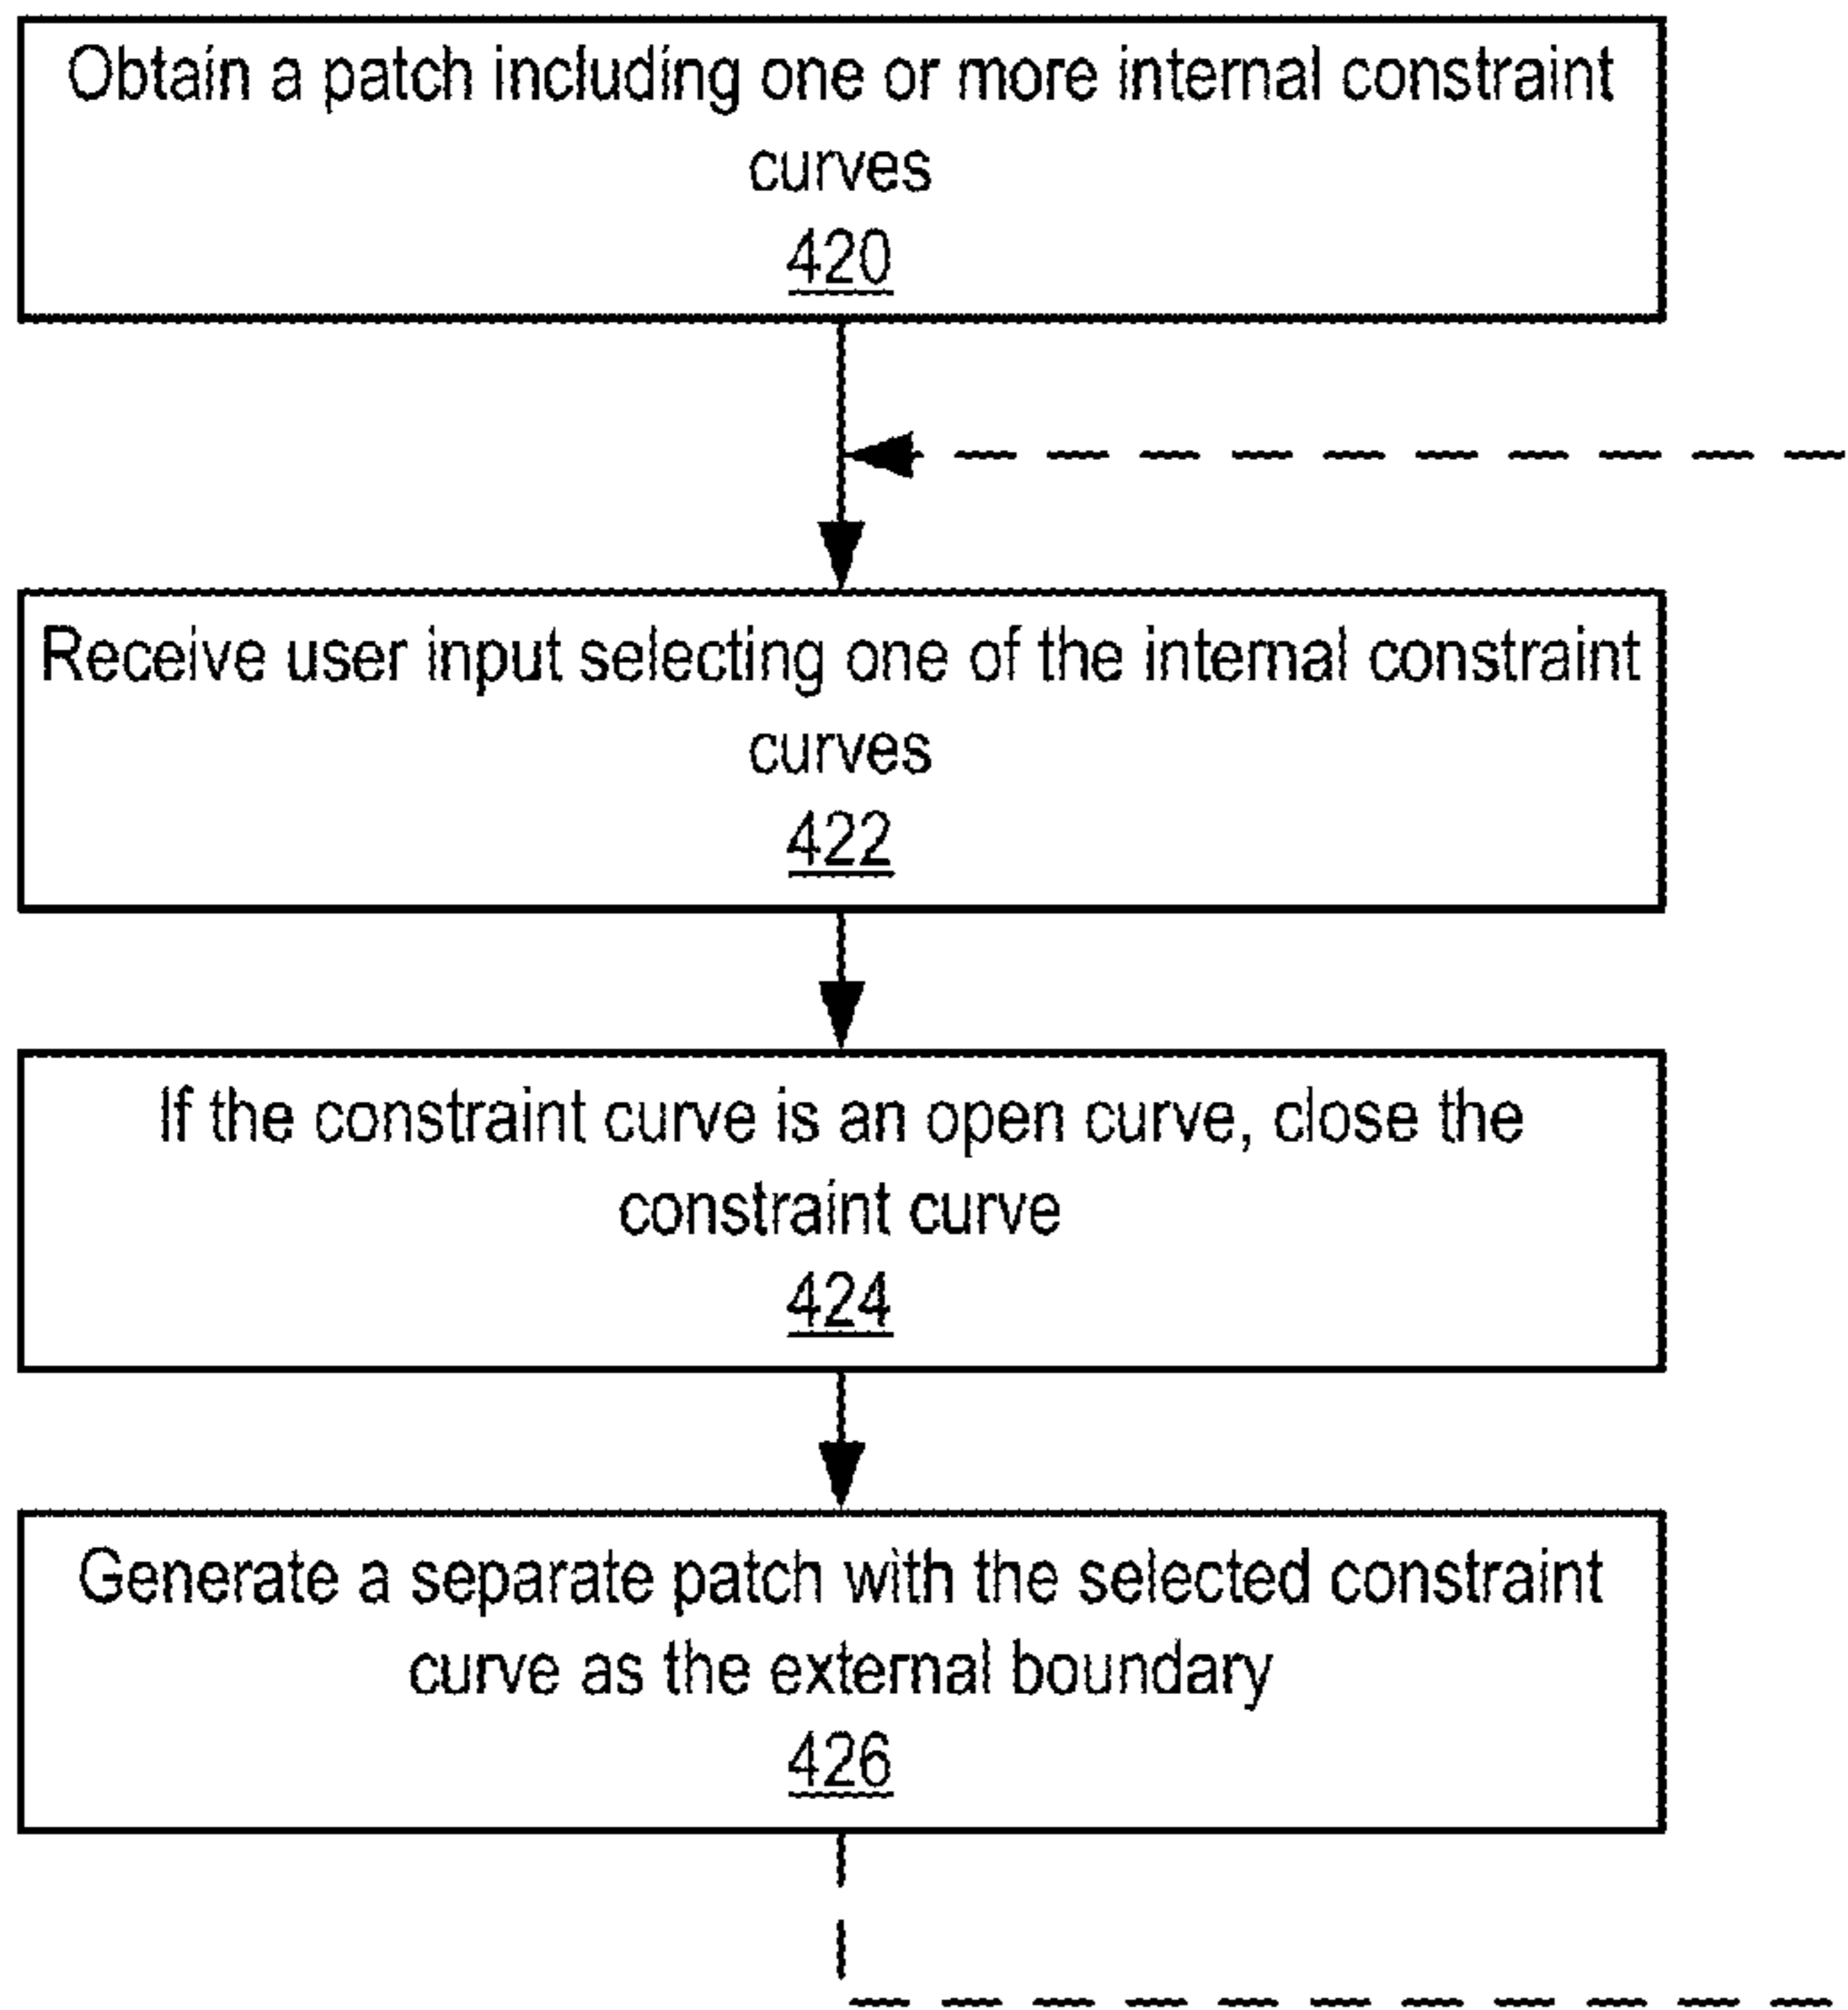 Obtain a patch including one or more internal constraint
curves
420
Receive user input selecting one of the internal constraint
curves
422
If the constraint curve is an open curve, close the
constraint curve
424
Generate a separate patch with the selected constraint
curve as the external boundary
426